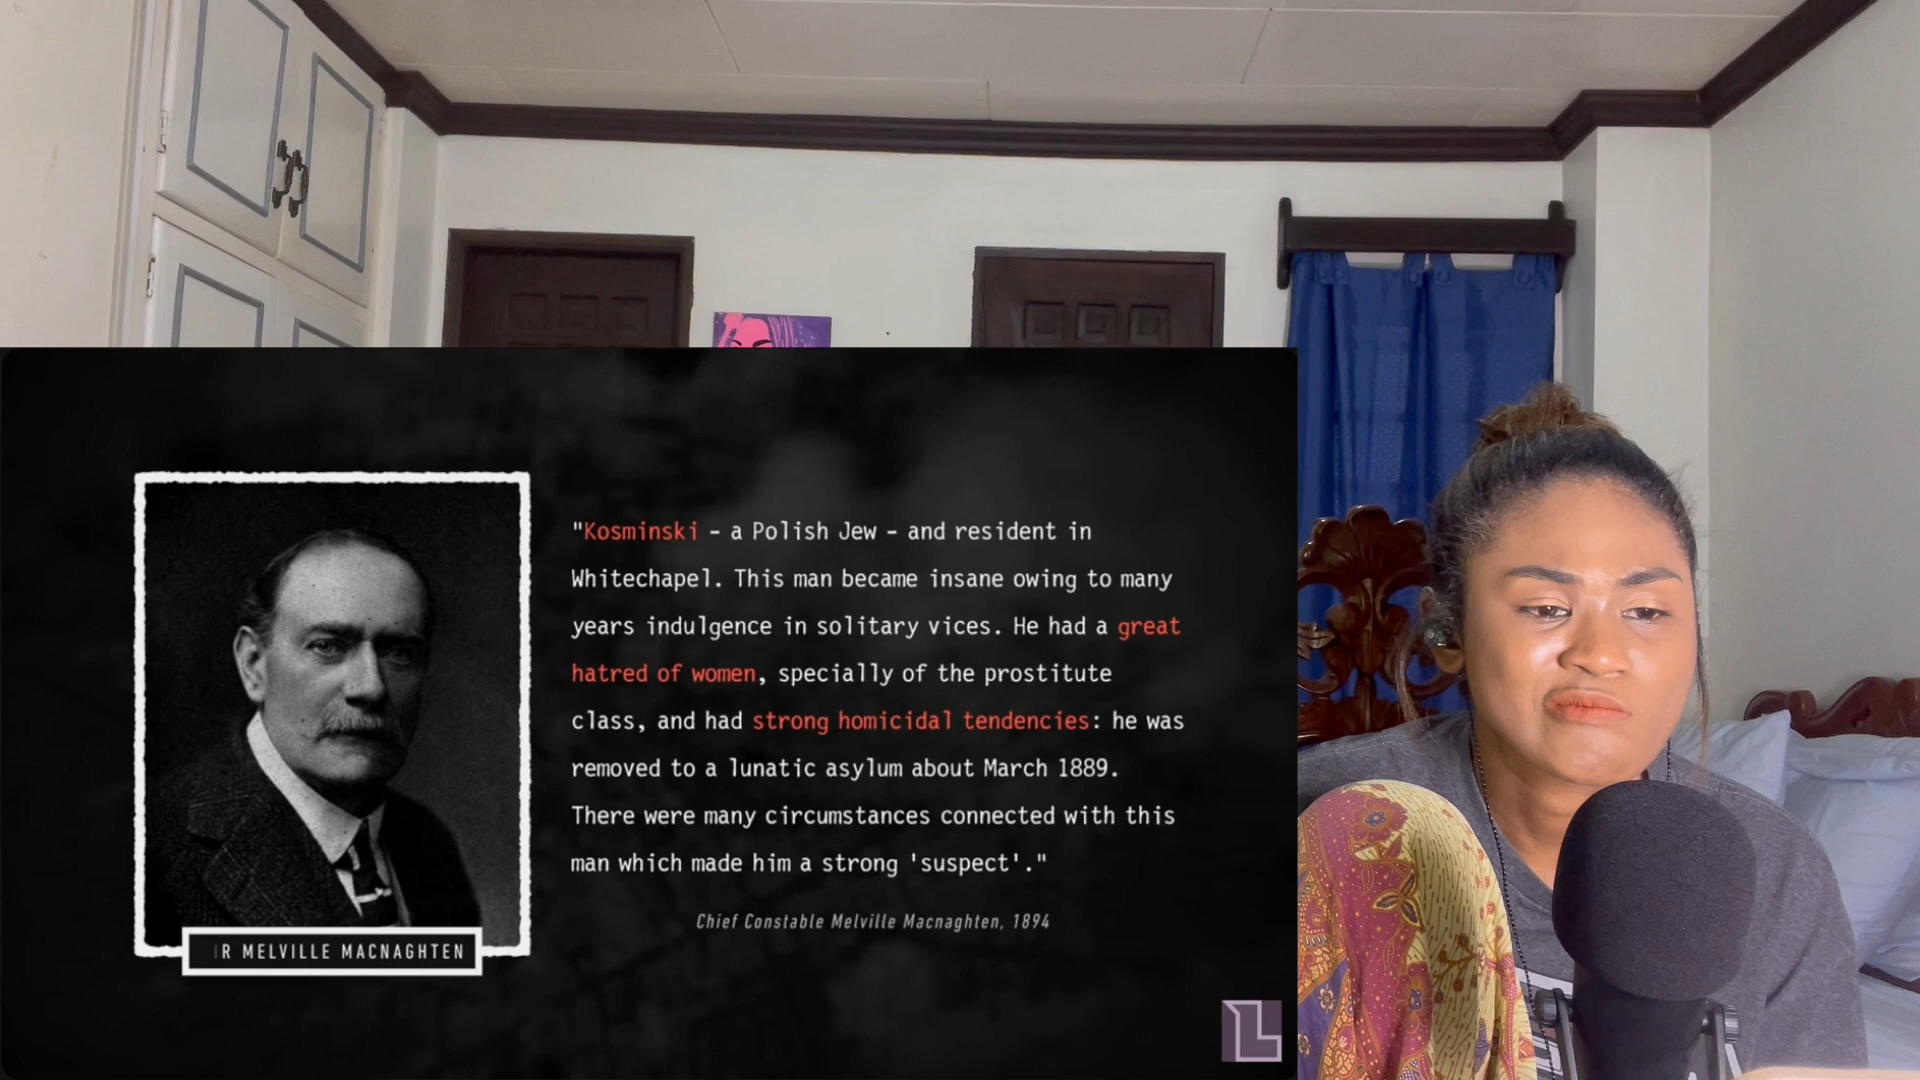 "Kosminski – a Polish Jew – and resident in
Whitechapel. This man became insane owing to many
years indulgence in solitary vices. He had a great
hatred of women, specially of the prostitute
class, and had strong homicidal tendencies: he was
removed to a lunatic asylum about March 1889.
There were many circumstances connected with this
man which made him a strong 'suspect'."
Chief Constable Melville Macnaghten, 1894
IR MELVILLE MACNAGHTEN